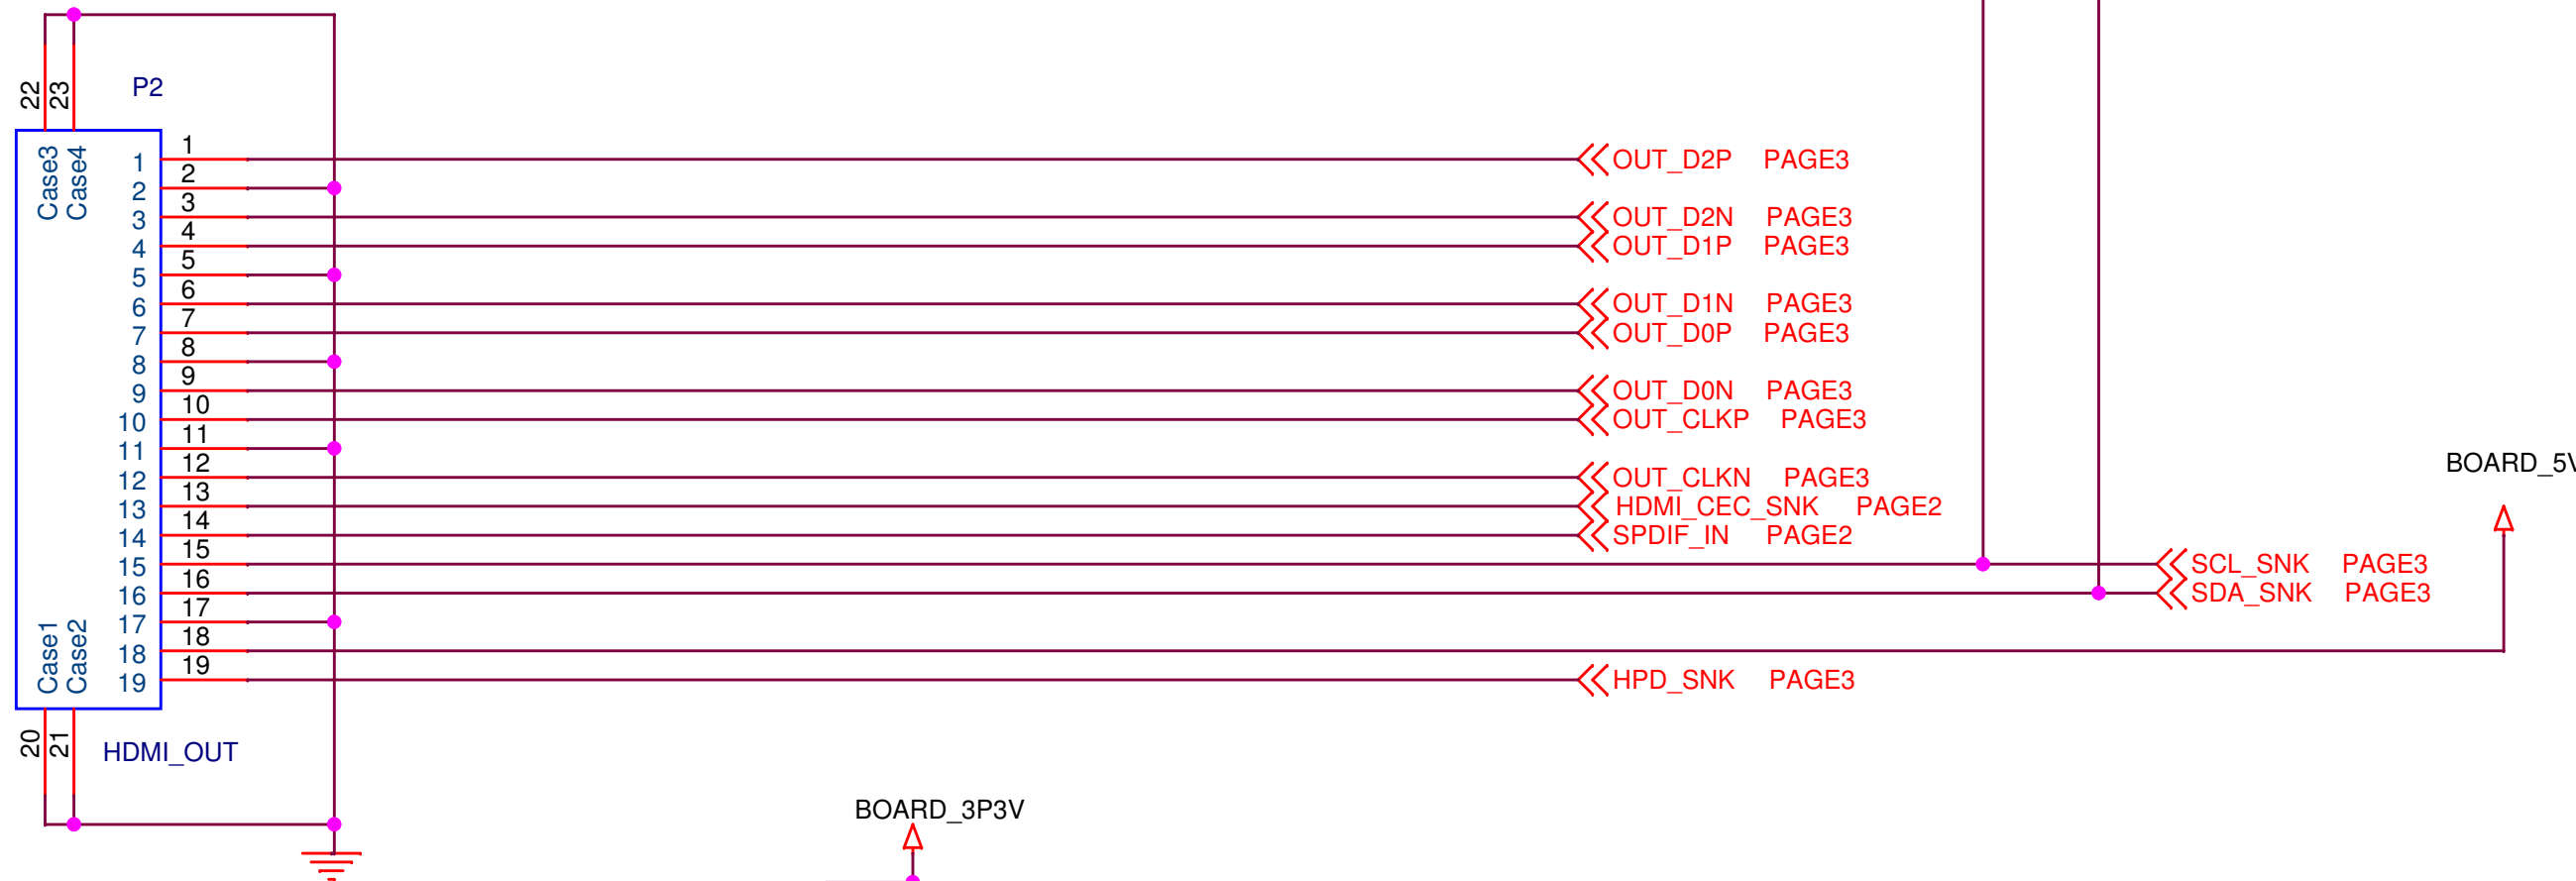 22
23
P2
Case3
Case4
1 1 OUT_D2P PAGE3
2 2
3 3 OUT_D2N PAGE3
4 4 OUT_D1P PAGE3
5 5
6 6 OUT_D1N PAGE3
7 7 OUT_D0P PAGE3
8 8
9 9 OUT_D0N PAGE3
10 10 OUT_CLKP PAGE3
11 11
BOARD_5V
12 12 OUT_CLKN PAGE3
13 13 HDMI_CEC_SNK PAGE2
14 14 SPDIF_IN PAGE2
15 15 SCL_SNK PAGE3
16 16 SDA_SNK PAGE3
17 17
18 18
19 19 HPD_SNK PAGE3
Case1
Case2
20
21
HDMI_OUT
BOARD_3P3V